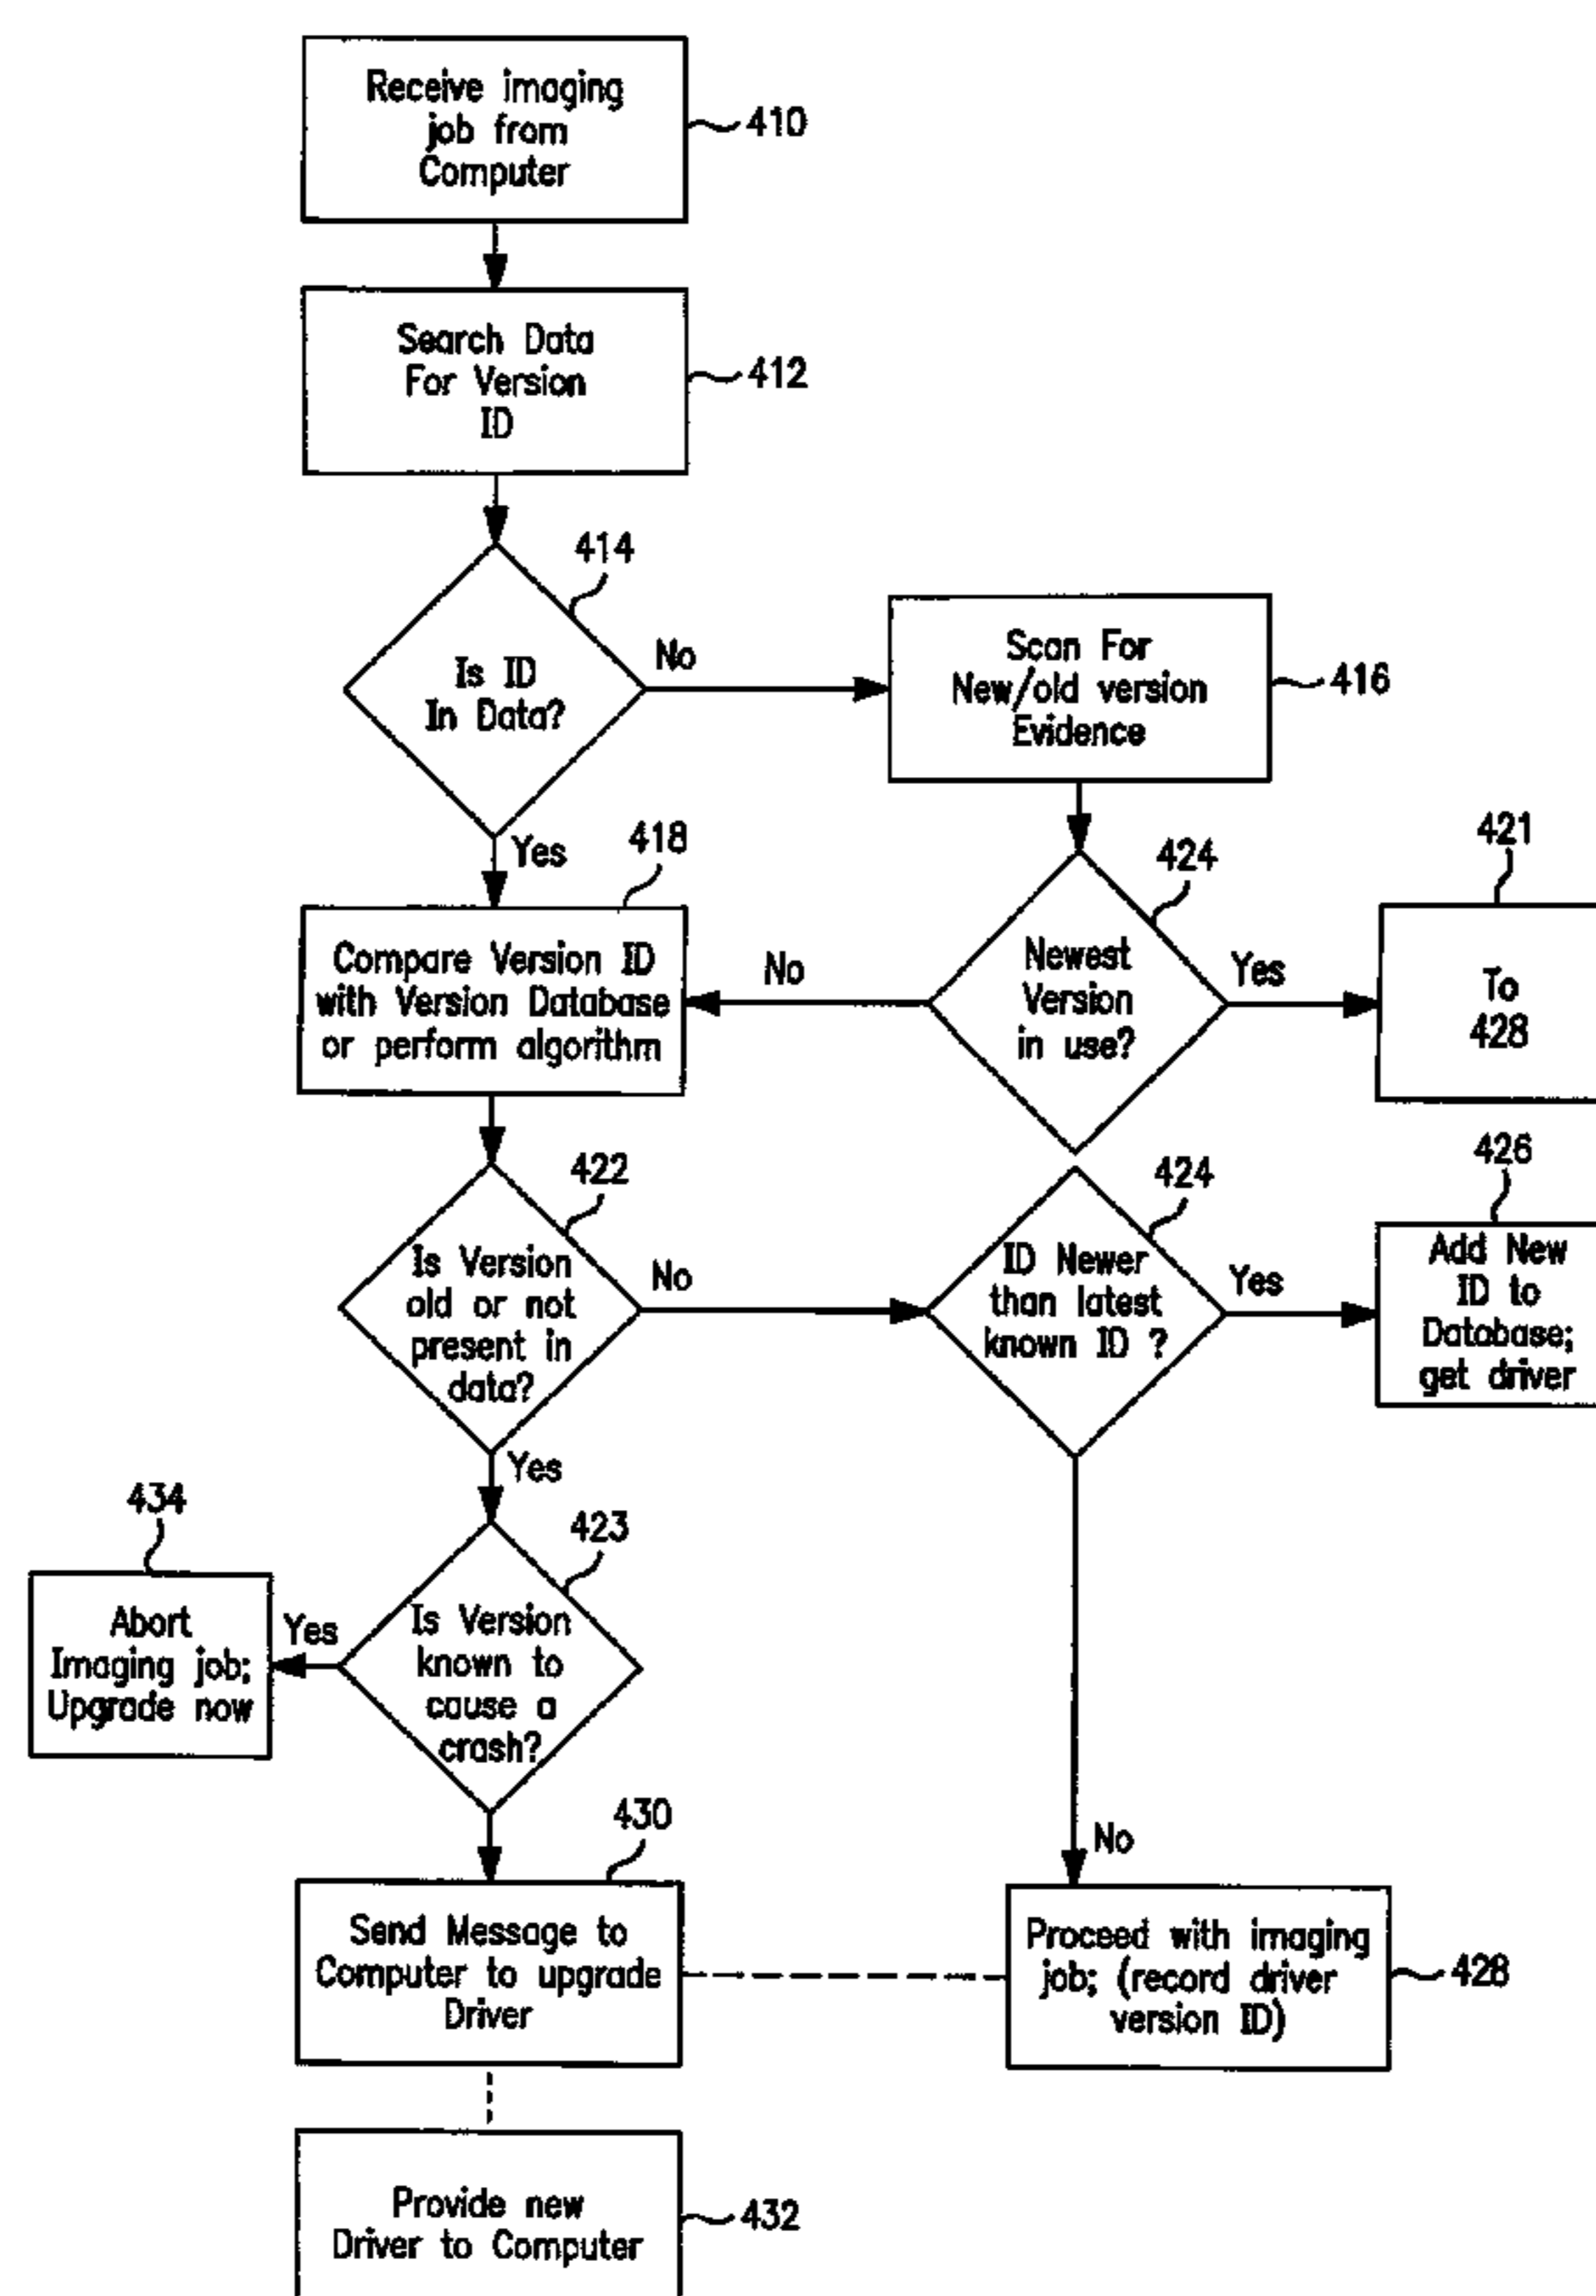 Receive imaging
job from
Computer
410
Search Data
For Version
ID
412
414
Is ID
In Data?
No
Yes
Scan For
New/old version
Evidence
416
418
Compare Version ID
with Version Database
or perform algorithm
424
Newest
Version
in use?
No
Yes
421
To
428
422
Is Version
old or not
present in
data?
No
Yes
424
ID Newer
than latest
known ID ?
Yes
No
426
Add New
ID to
Database;
get driver
423
Is Version
known to
cause a
crash?
Yes
434
Abort
Imaging job;
Upgrade now
430
Send Message to
Computer to upgrade
Driver
Proceed with imaging
job; (record driver
version ID)
428
Provide new
Driver to Computer
432